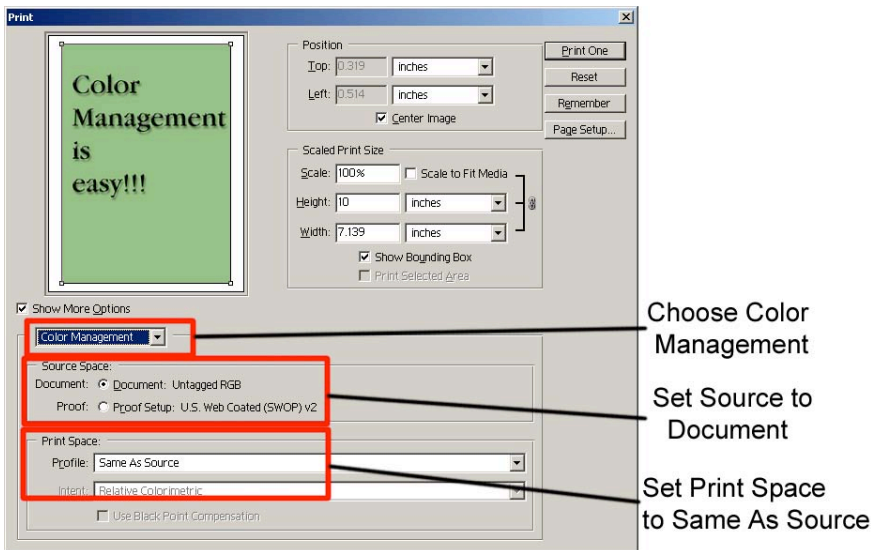 Print
Color
Management
is
easy!!!
Position
Top: 0.319 inches
Left: 0.514 inches
Center Image
Print One
Reset
Remember
Page Setup...
Scaled Print Size
Scale: 100% Scale to Fit Media
Height: 10 inches
Width: 7.139 inches
Show Bounding Box
Print Selected Area
Show More Options
Color Management
Source Space:
Document: Document: Untagged RGB
Proof: Proof Setup: U.S. Web Coated (SWOP) v2
Print Space:
Profile: Same As Source
Intent: Relative Colorimetric
Use Black Point Compensation
Choose Color
Management
Set Source to
Document
Set Print Space
to Same As Source